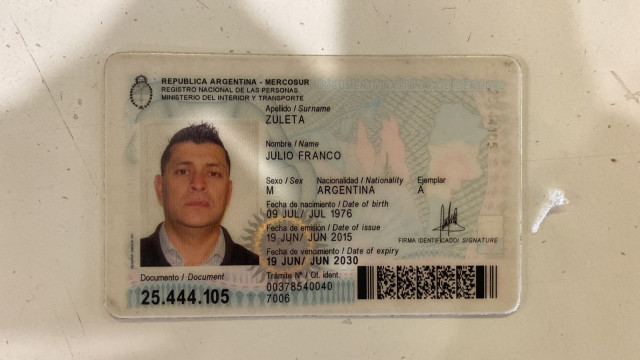 REPUBLICA ARGENTINA - MERCOSUR
REGISTRO NACIONAL DE LAS PERSONAS
MINISTERIO DEL INTERIOR Y TRANSPORTE
Apellido / Surname
ZULETA
Nombre / Name
JULIO FRANCO
Sexo / Sex Nacionalidad / Nationality Ejemplar
M ARGENTINA A
Fecha de nacimiento / Date of birth
09 JUL/ JUL 1976
Fecha de emisión / Date of issue
19 JUN/ JUN 2015
FIRMA IDENTIFICADO/ SIGNATURE
Fecha de vencimiento / Date of expiry
19 JUN/ JUN 2030
Documento / Document
25.444.105
Trámite Nº / Of. ident.
00378540040
7006